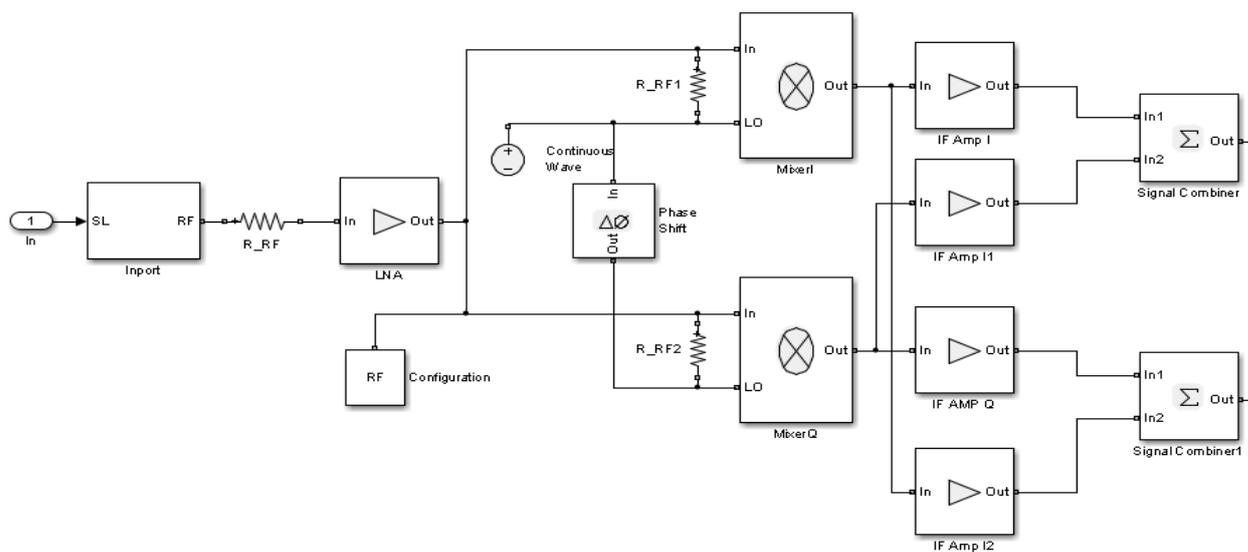 1
In
SL
RF
Inport
R_RF
In
Out
LNA
RF
Configuration
Continuous
Wave
In
ΔØ
Out
Phase
Shift
R_RF1
In
LO
Out
MixerI
R_RF2
In
LO
Out
MixerQ
In
Out
IF Amp I
In
Out
IF Amp I1
In
Out
IF AMP Q
In
Out
IF Amp I2
In1
In2
Σ
Out
Signal Combiner
In1
In2
Σ
Out
Signal Combiner1